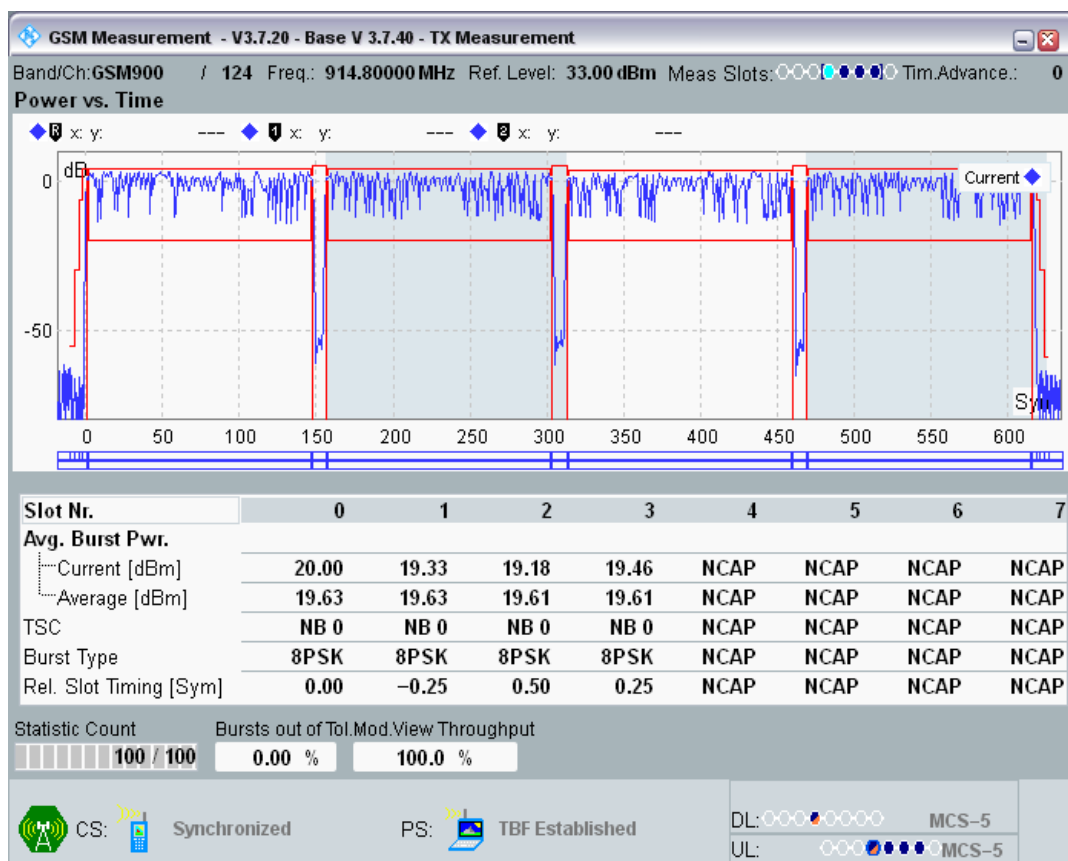 GSM Measurement - V3.7.20 - Base V 3.7.40 - TX Measurement
Band/Ch:GSM900 / 124 Freq.: 914.80000 MHz Ref. Level: 33.00 dBm Meas Slots: Tim.Advance.: 0
Power vs. Time
R x: y: --- 1 x: y: --- 2 x: y: ---
dB
Current
0
-50
0 50 100 150 200 250 300 350 400 450 500 550 600
Slot Nr. 0 1 2 3 4 5 6 7
Avg. Burst Pwr.
Current [dBm] 20.00 19.33 19.18 19.46 NCAP NCAP NCAP NCAP
Average [dBm] 19.63 19.63 19.61 19.61 NCAP NCAP NCAP NCAP
TSC NB 0 NB 0 NB 0 NB 0 NCAP NCAP NCAP NCAP
Burst Type 8PSK 8PSK 8PSK 8PSK NCAP NCAP NCAP NCAP
Rel. Slot Timing [Sym] 0.00 −0.25 0.50 0.25 NCAP NCAP NCAP NCAP
Statistic Count Bursts out of Tol. Mod.View Throughput
100 / 100 0.00 % 100.0 %
CS: Synchronized PS: TBF Established DL: MCS−5
UL: MCS−5